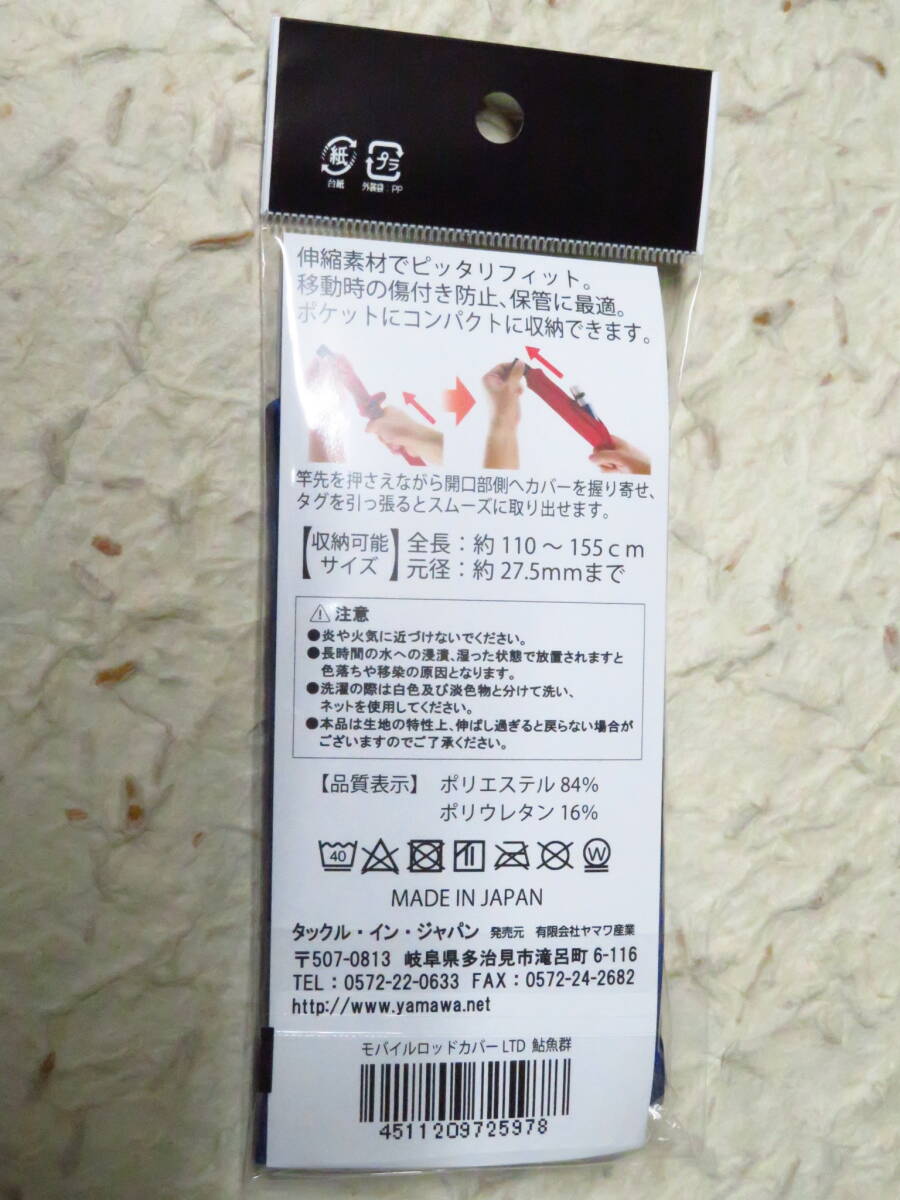 紙
プラ
台紙
外装袋：PP
伸縮素材でピッタリフィット。
移動時の傷付き防止、保管に最適。
ポケットにコンパクトに収納できます。
竿先を押さえながら開口部側へカバーを握り寄せ、
タグを引っ張るとスムーズに取り出せます。
【収納可能サイズ】
全長：約110～155cm
元径：約27.5mmまで
⚠注意
●炎や火気に近づけないでください。
●長時間の水への浸漬、湿った状態で放置されますと
色落ちや移染の原因となります。
●洗濯の際は白色及び淡色物と分けて洗い、
ネットを使用してください。
●本品は生地の特性上、伸ばし過ぎると戻らない場合が
ございますのでご了承ください。
【品質表示】 ポリエステル84%
ポリウレタン16%
40 W
MADE IN JAPAN
タックル・イン・ジャパン 発売元 有限会社ヤマワ産業
〒507-0813 岐阜県多治見市滝呂町6-116
TEL：0572-22-0633 FAX：0572-24-2682
http://www.yamawa.net
モバイルロッドカバーLTD 鮎魚群
4511209725978